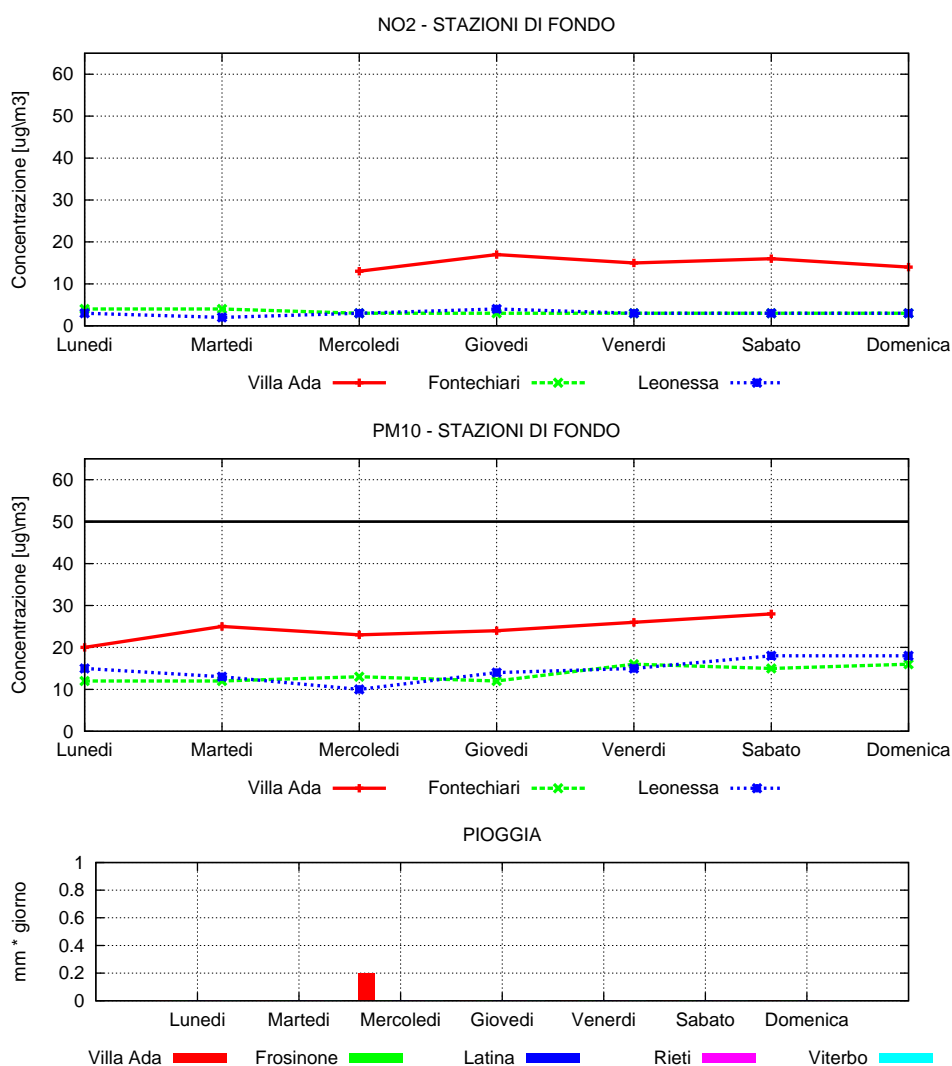 NO2 - STAZIONI DI FONDO
Concentrazione [ug\m3]
60
50
40
30
20
10
0
Lunedi Martedi Mercoledi Giovedi Venerdi Sabato Domenica
Villa Ada Fontechiari Leonessa
PM10 - STAZIONI DI FONDO
Concentrazione [ug\m3]
60
50
40
30
20
10
0
Lunedi Martedi Mercoledi Giovedi Venerdi Sabato Domenica
Villa Ada Fontechiari Leonessa
PIOGGIA
mm * giorno
1
0.8
0.6
0.4
0.2
0
Lunedi Martedi Mercoledi Giovedi Venerdi Sabato Domenica
Villa Ada Frosinone Latina Rieti Viterbo